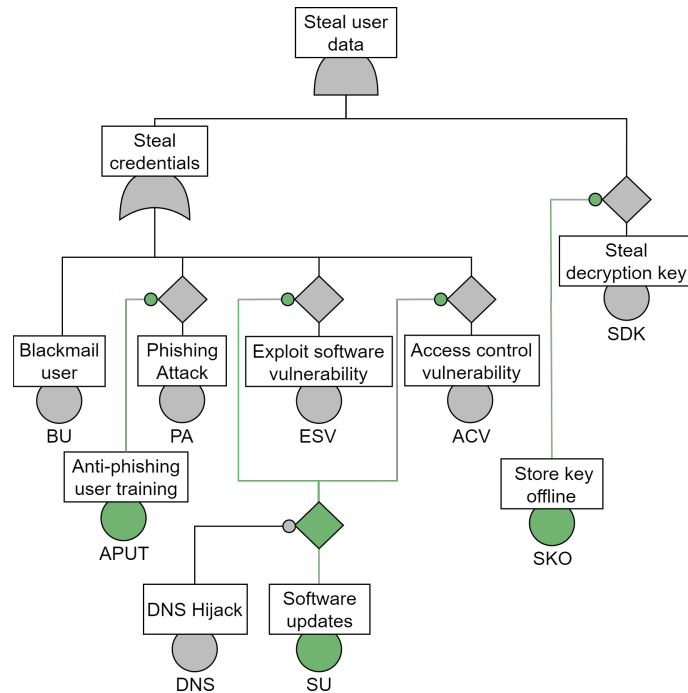 Steal user
data
Steal
credentials
Steal
decryption key
SDK
Blackmail
user
BU
Phishing
Attack
PA
Exploit software
vulnerability
ESV
Access control
vulnerability
ACV
Anti-phishing
user training
APUT
Store key
offline
SKO
DNS Hijack
DNS
Software
updates
SU